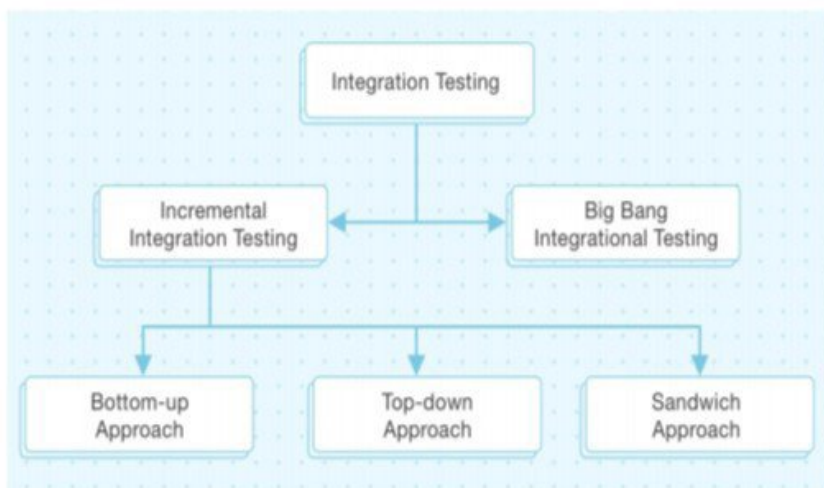 Integration Testing
Incremental
Integration Testing
Big Bang
Integrational Testing
Bottom-up
Approach
Top-down
Approach
Sandwich
Approach